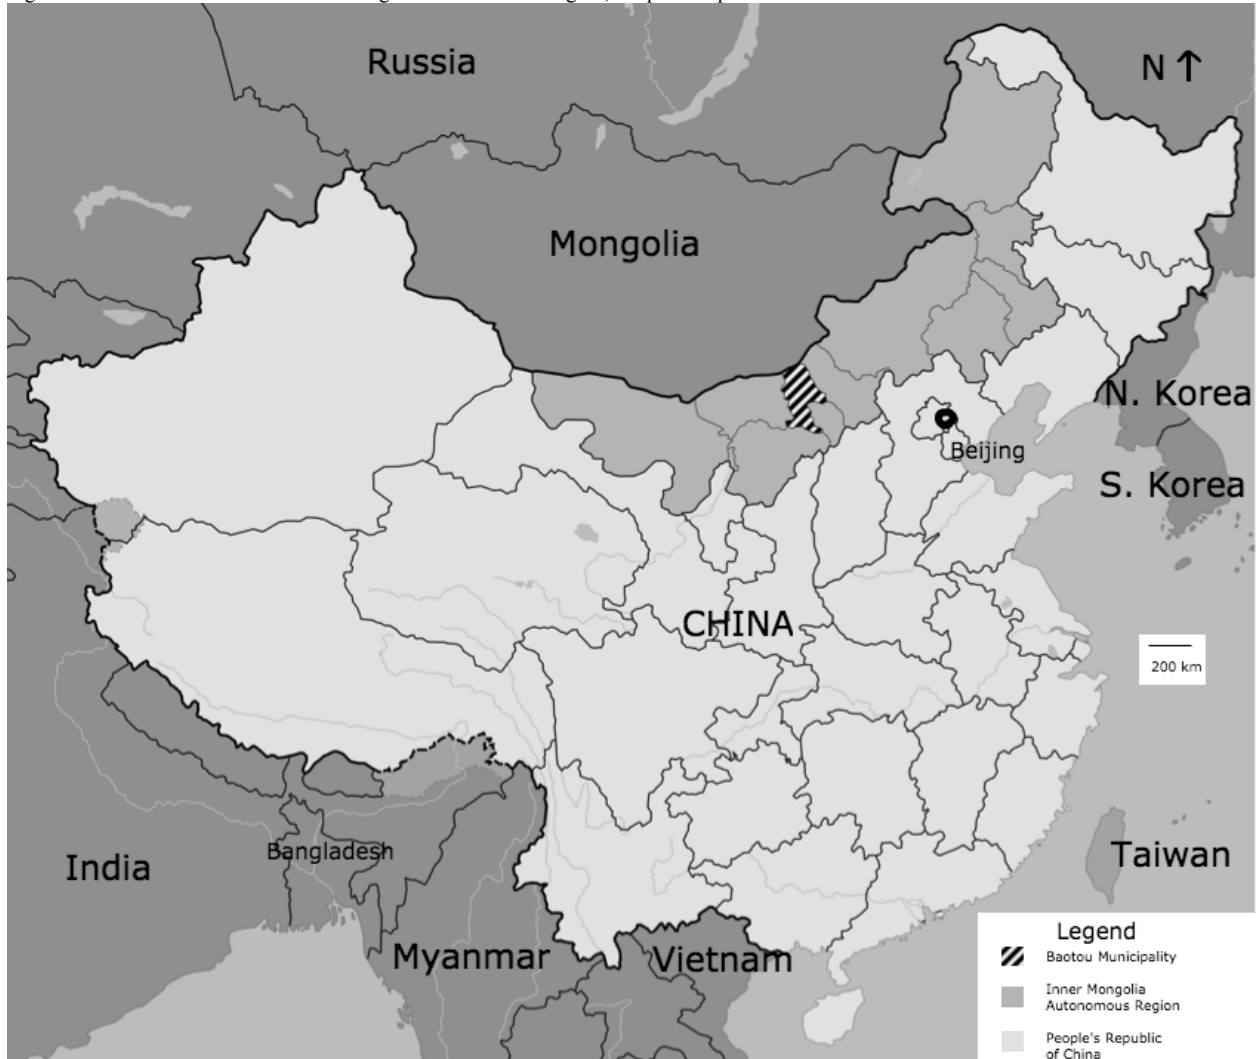 Russia
N ↑
Mongolia
N. Korea
Beijing
S. Korea
CHINA
200 km
India
Bangladesh
Taiwan
Myanmar
Vietnam
Legend
Baotou Municipality
Inner Mongolia
Autonomous Region
People's Republic
of China